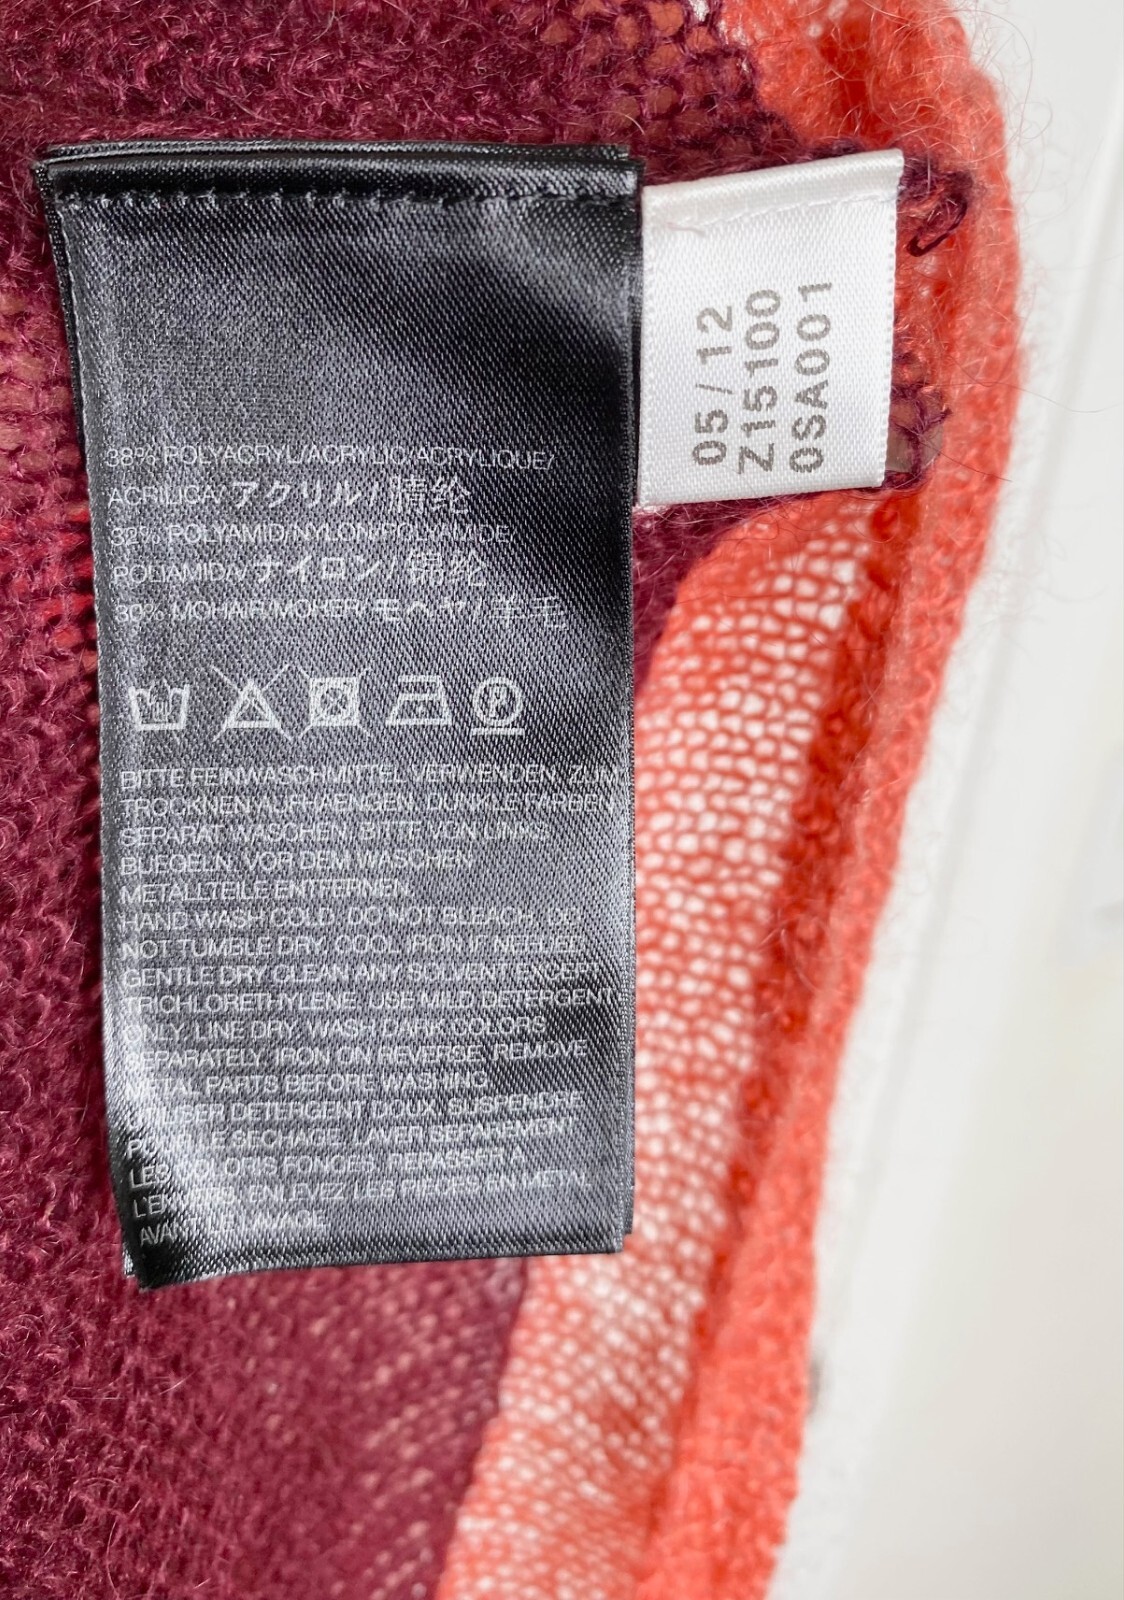 38% POLYACRYL/ACRYLIC/ACRYLIQUE/
ACRILICA/アクリル/腈纶
32% POLYAMID/NYLON/POLYAMIDE
POLIAMID/ナイロン/锦纶
30% MOHAIR/MOHER/モヘヤ/羊毛
P
BITTE FEINWASCHMITTEL VERWENDEN, ZUM
TROCKNEN AUFHAENGEN, DUNKLE FARBEN
SEPARAT WASCHEN, BITTE VON LINKS
BUEGELN, VOR DEM WASCHEN
METALLTEILE ENTFERNEN.
HAND WASH COLD. DO NOT BLEACH. DO
NOT TUMBLE DRY. COOL IRON IF NEEDED.
GENTLE DRY CLEAN ANY SOLVENT EXCEPT
TRICHLORETHYLENE. USE MILD DETERGENT
ONLY, LINE DRY, WASH DARK COLORS
SEPARATELY, IRON ON REVERSE, REMOVE
METAL PARTS BEFORE WASHING.
DETERGENT DOUX, SUSPENDRE
LE SECHAGE, LAVER SEPAREMENT
LES COLORIS FONCES, REPASSER A
ENLEVEZ LES PIECES EN METAL
AVANT LE LAVAGE
05/12
Z15100
0SA001